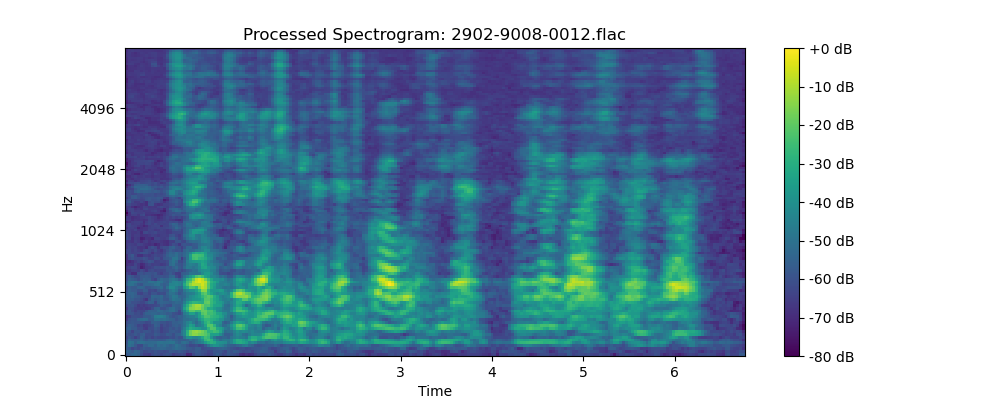 Processed Spectrogram: 2902-9008-0012.flac
Hz
4096
2048
1024
512
0
0 1 2 3 4 5 6
Time
+0 dB
-10 dB
-20 dB
-30 dB
-40 dB
-50 dB
-60 dB
-70 dB
-80 dB